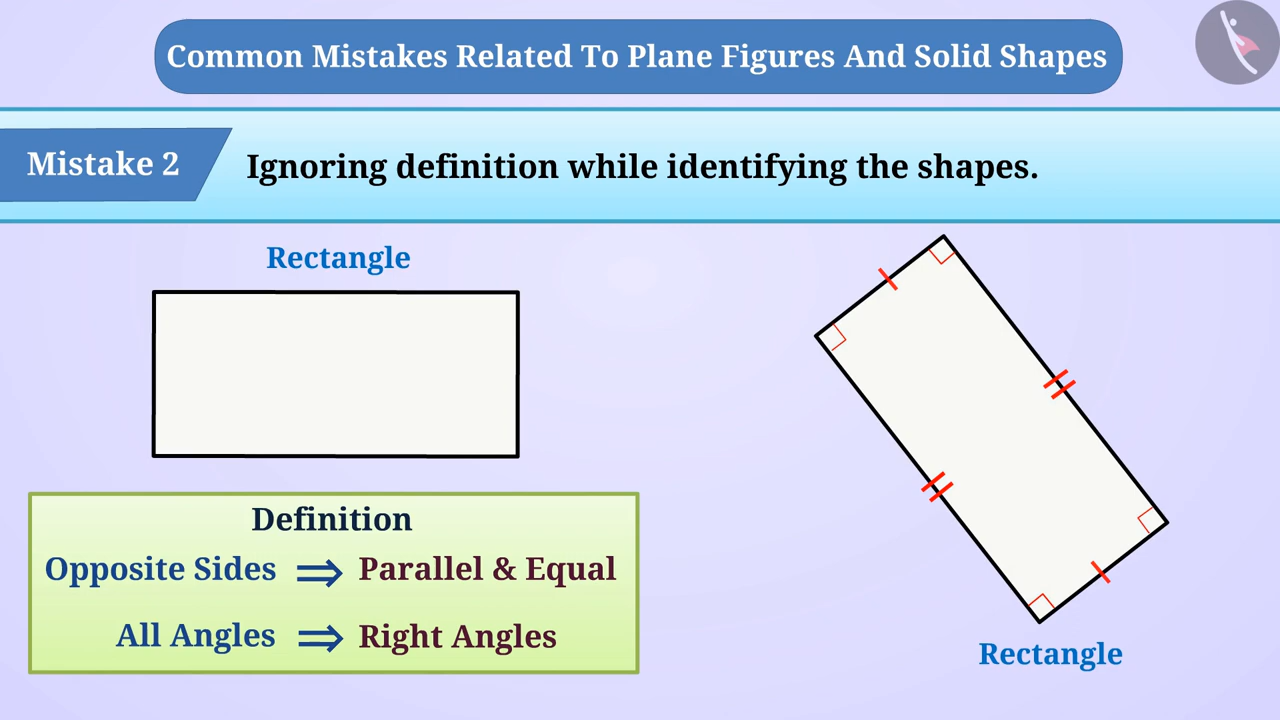 Common Mistakes Related To Plane Figures And Solid Shapes
Mistake 2
Ignoring definition while identifying the shapes.
Rectangle
Definition
Opposite Sides ⇒ Parallel & Equal
All Angles ⇒ Right Angles
Rectangle